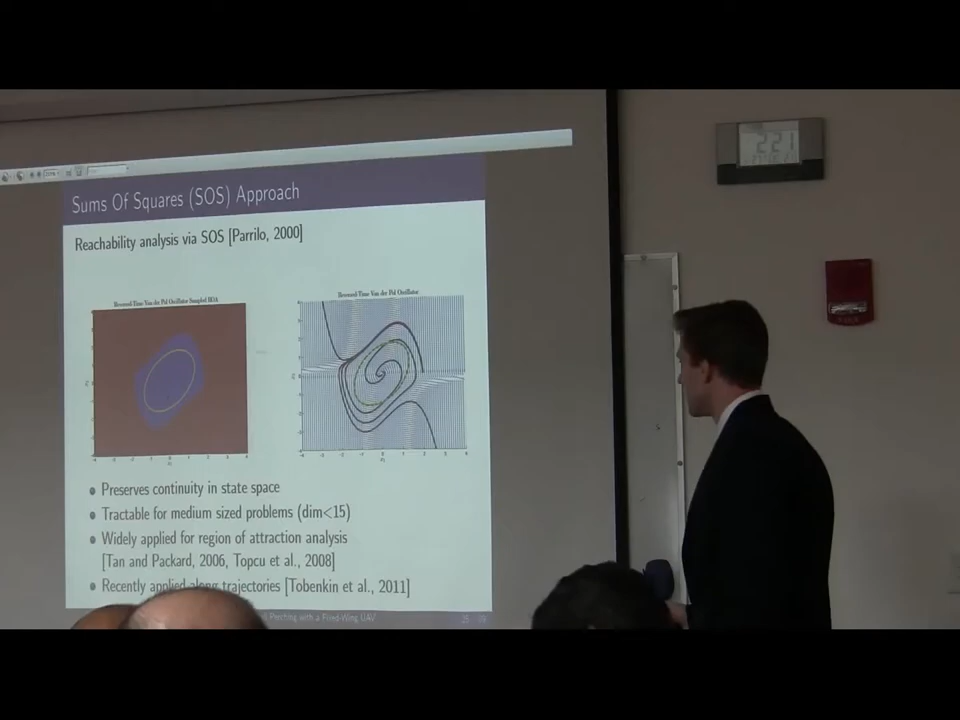 Sums Of Squares (SOS) Approach
Reachability analysis via SOS [Parrilo, 2000]
Reversed-Time Van der Pol Oscillator Sampled ROA
Reversed-Time Van der Pol Oscillator
Preserves continuity in state space
Tractable for medium sized problems (dim<15)
Widely applied for region of attraction analysis
[Tan and Packard, 2006, Topcu et al., 2008]
Recently applied along trajectories [Tobenkin et al., 2011]
Perching with a Fixed-Wing UAV